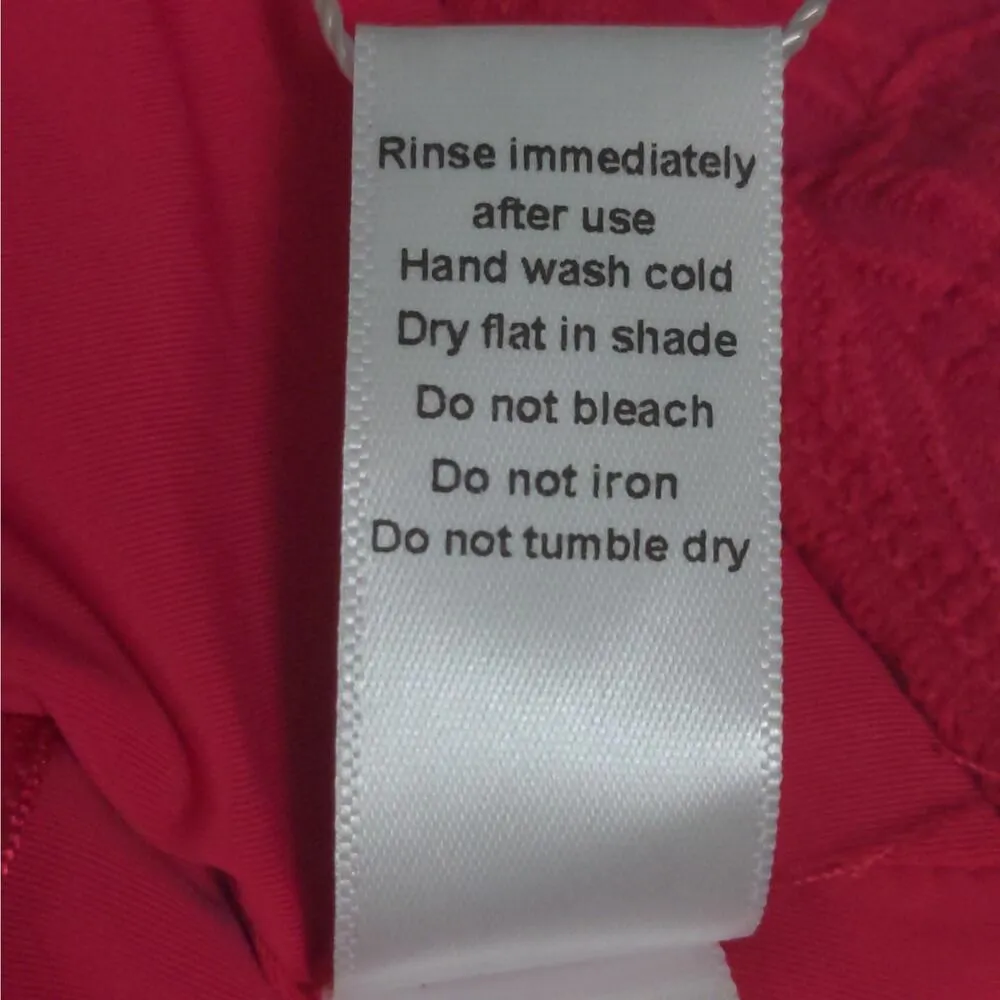 Rinse immediately
after use
Hand wash cold
Dry flat in shade
Do not bleach
Do not iron
Do not tumble dry